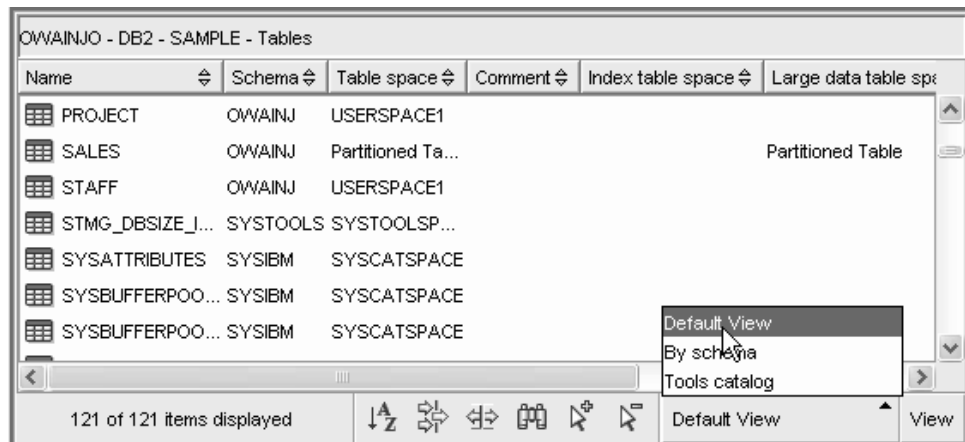 OWAINJO - DB2 - SAMPLE - Tables
Name Schema Table space Comment Index table space Large data table spa
PROJECT OWAINJ USERSPACE1
SALES OWAINJ Partitioned Ta... Partitioned Table
STAFF OWAINJ USERSPACE1
STMG_DBSIZE_I... SYSTOOLS SYSTOOLSP...
SYSATTRIBUTES SYSIBM SYSCATSPACE
SYSBUFFERPOO... SYSIBM SYSCATSPACE
SYSBUFFERPOO... SYSIBM SYSCATSPACE
Default View
By schema
Tools catalog
121 of 121 items displayed A Z Default View View